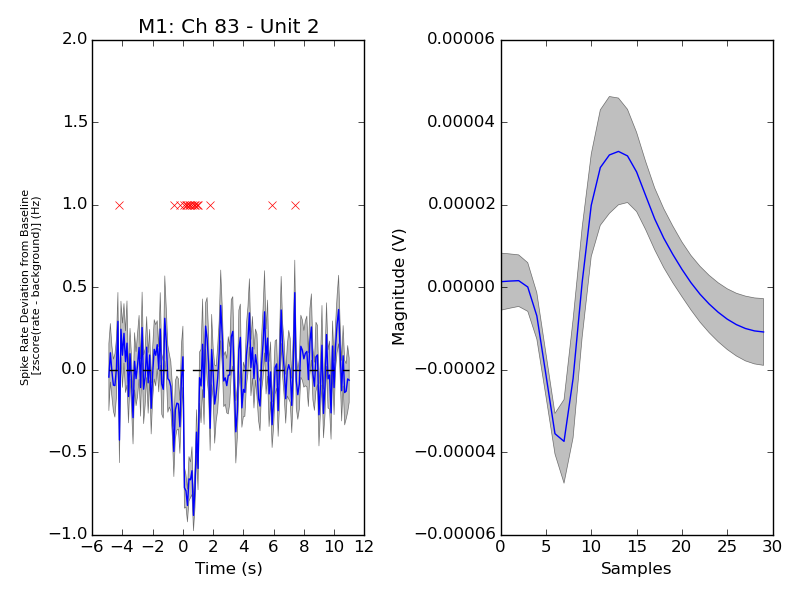 M1: Ch 83 - Unit 2
Spike Rate Deviation from Baseline
[zscore(rate - background)] (Hz)
2.0
1.5
1.0
0.5
0.0
−0.5
−1.0
−6 −4 −2 0 2 4 6 8 10 12
Time (s)
Magnitude (V)
0.00006
0.00004
0.00002
0.00000
−0.00002
−0.00004
−0.00006
0 5 10 15 20 25 30
Samples